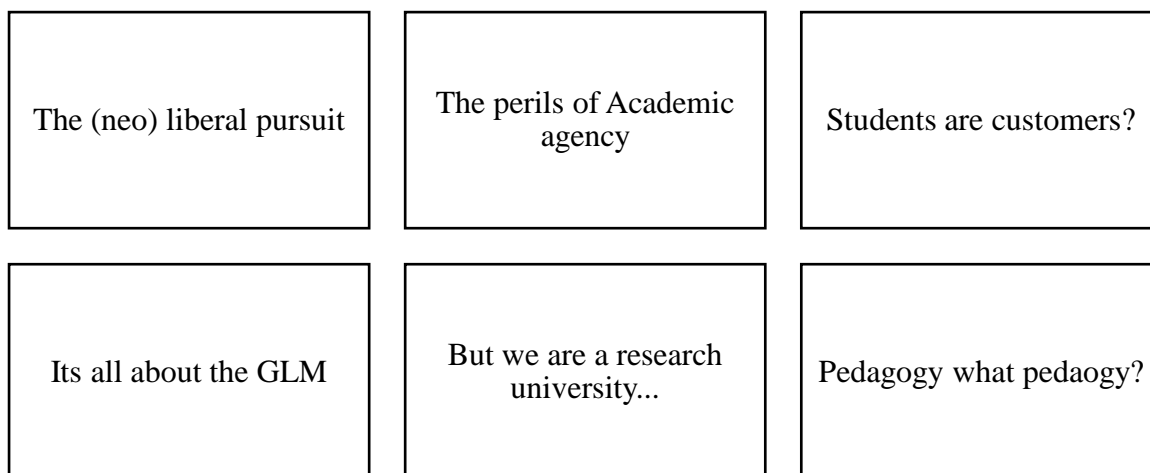 The (neo) liberal pursuit
The perils of Academic
agency
Students are customers?
Its all about the GLM
But we are a research
university...
Pedagogy what pedaogy?